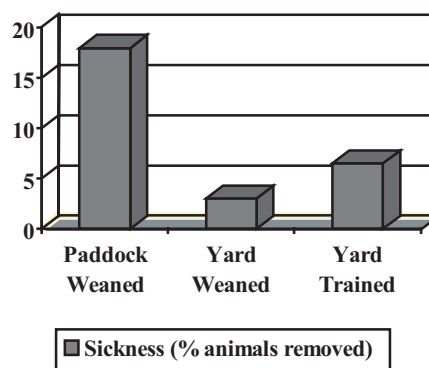 20
15
10
5
0
Paddock Weaned
Yard Weaned
Yard Trained
Sickness (% animals removed)